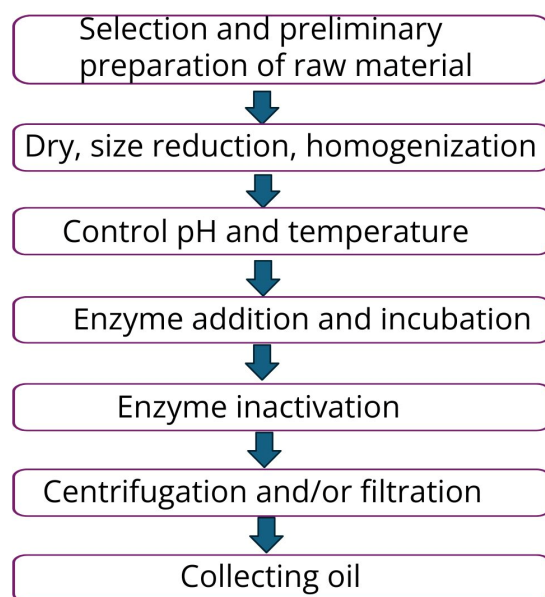 Selection and preliminary
preparation of raw material
Dry, size reduction, homogenization
Control pH and temperature
Enzyme addition and incubation
Enzyme inactivation
Centrifugation and/or filtration
Collecting oil